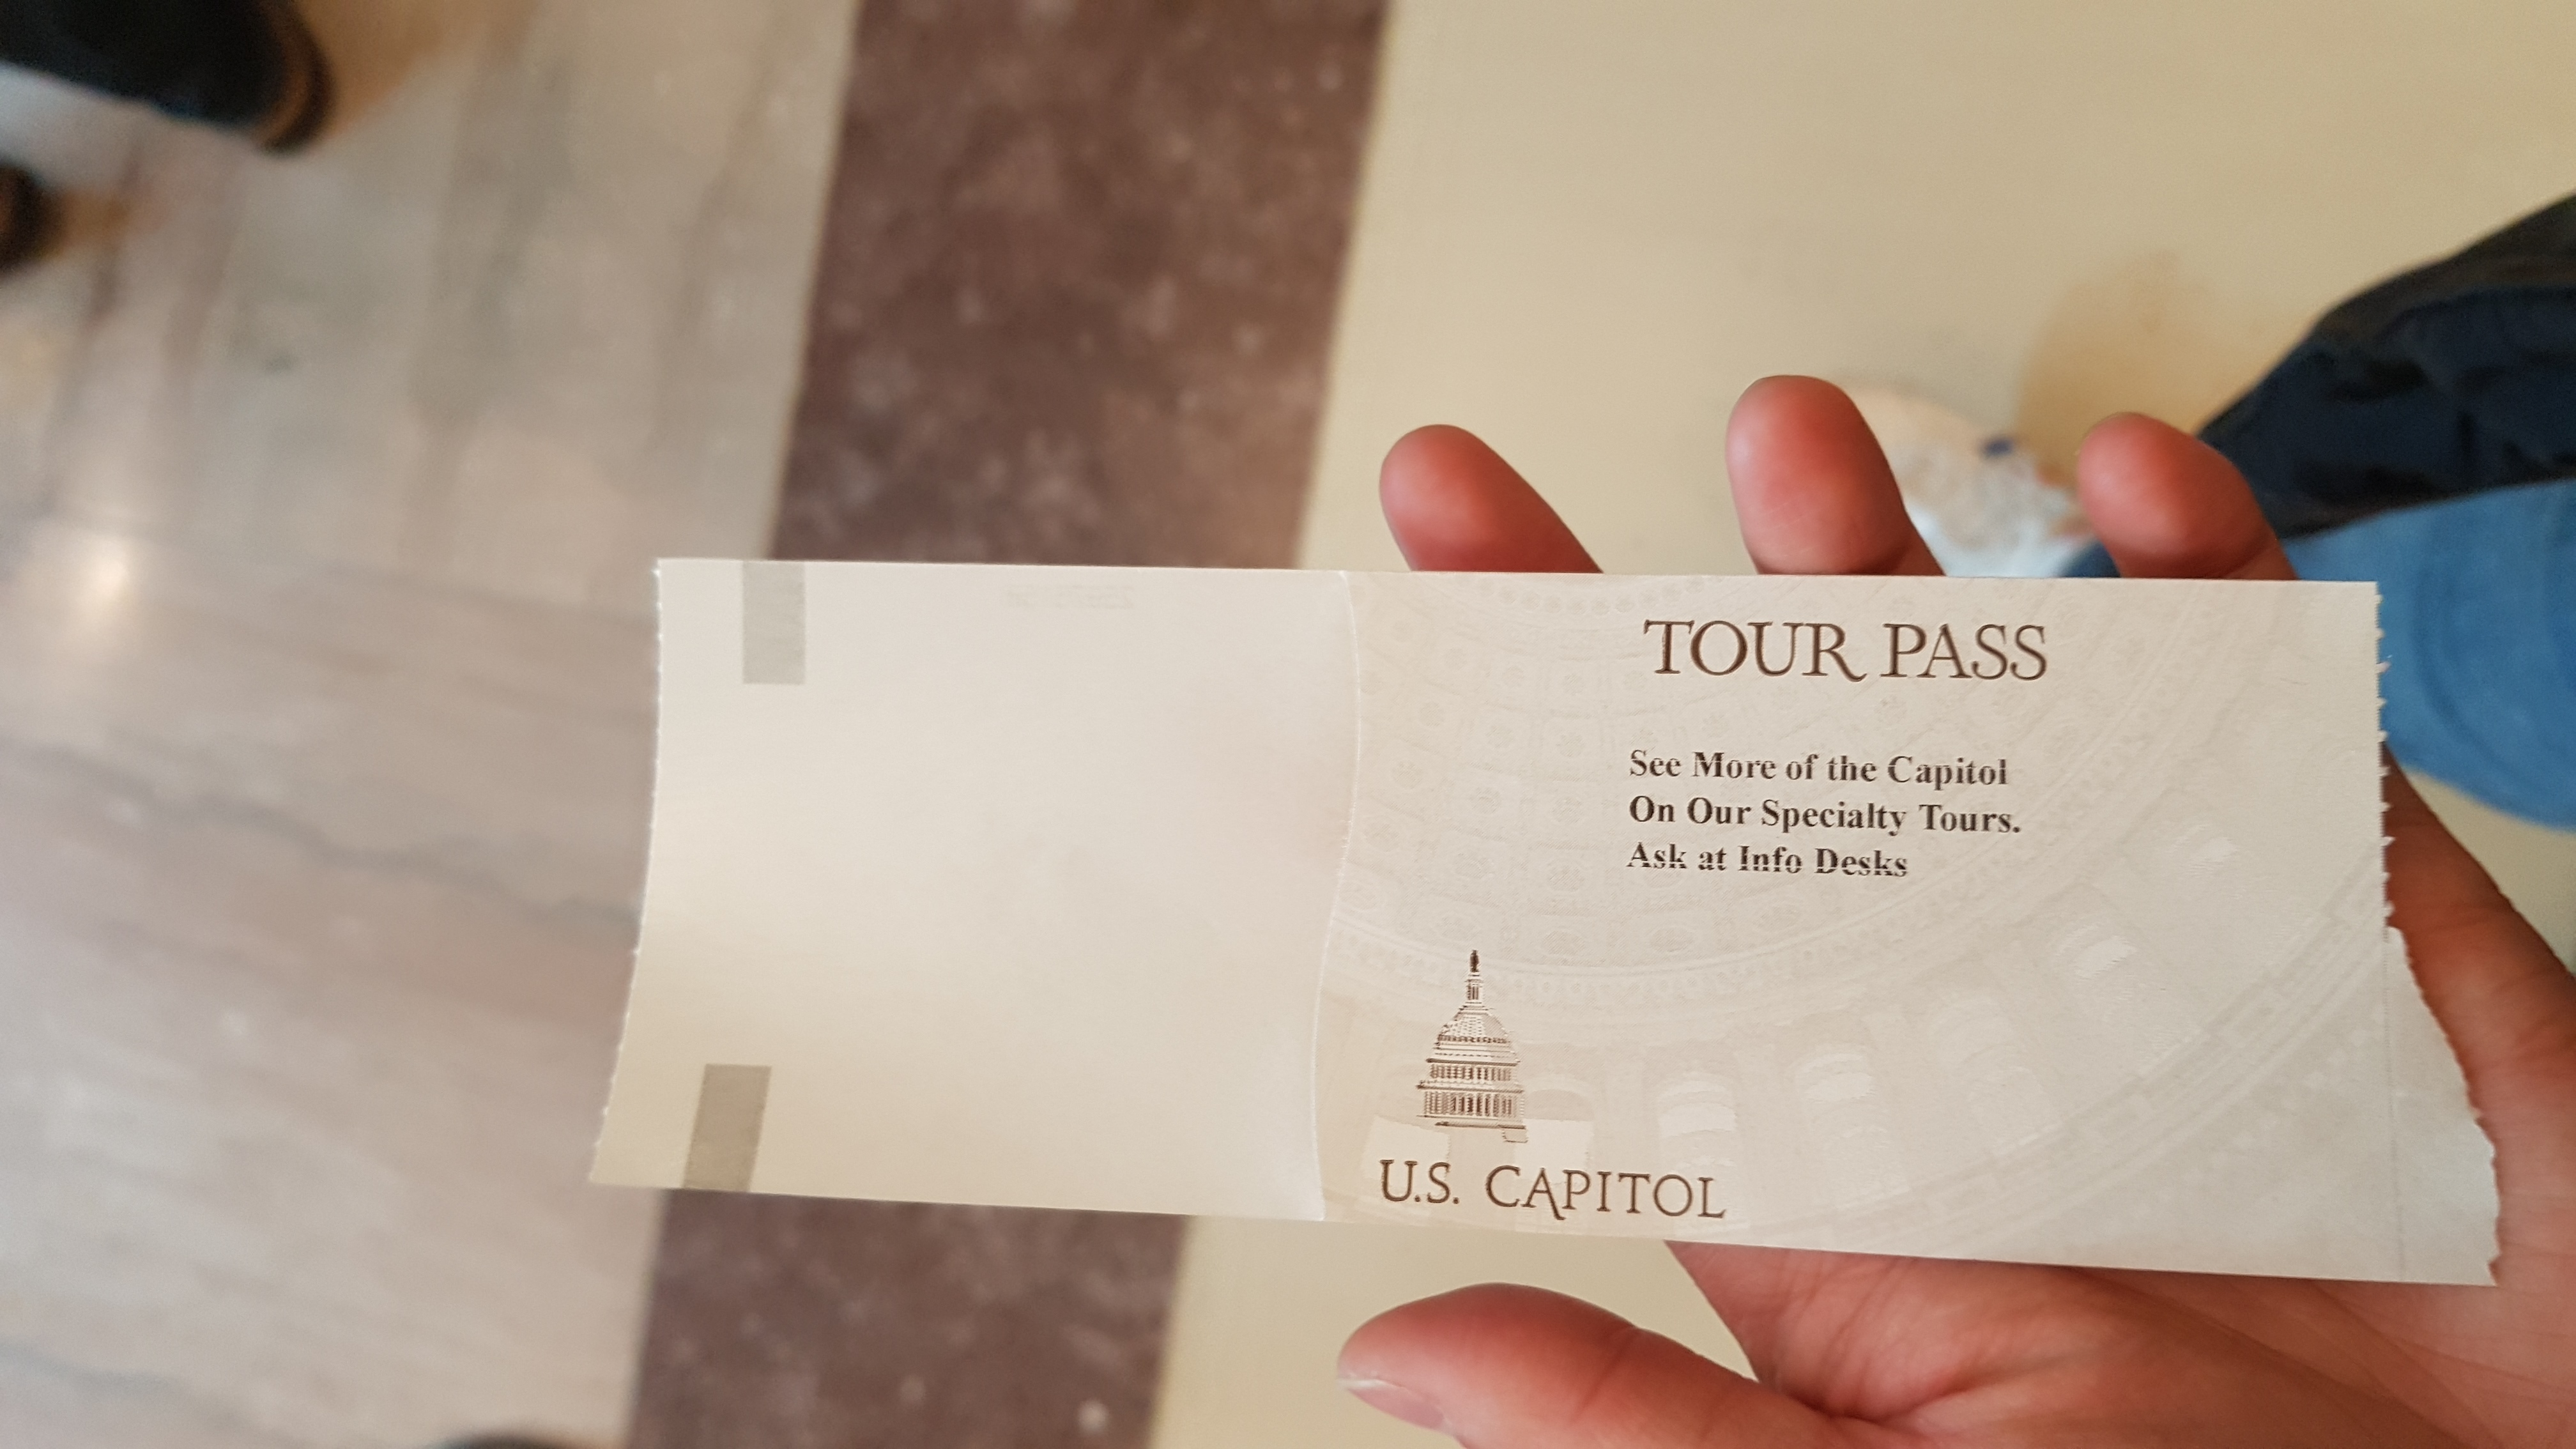 TOUR PASS
See More of the Capitol
On Our Specialty Tours.
Ask at Info Desks
U.S. CAPITOL